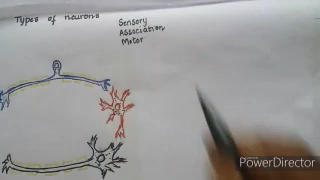 Types of neurons
Sensory
Association
Motor
PowerDirector